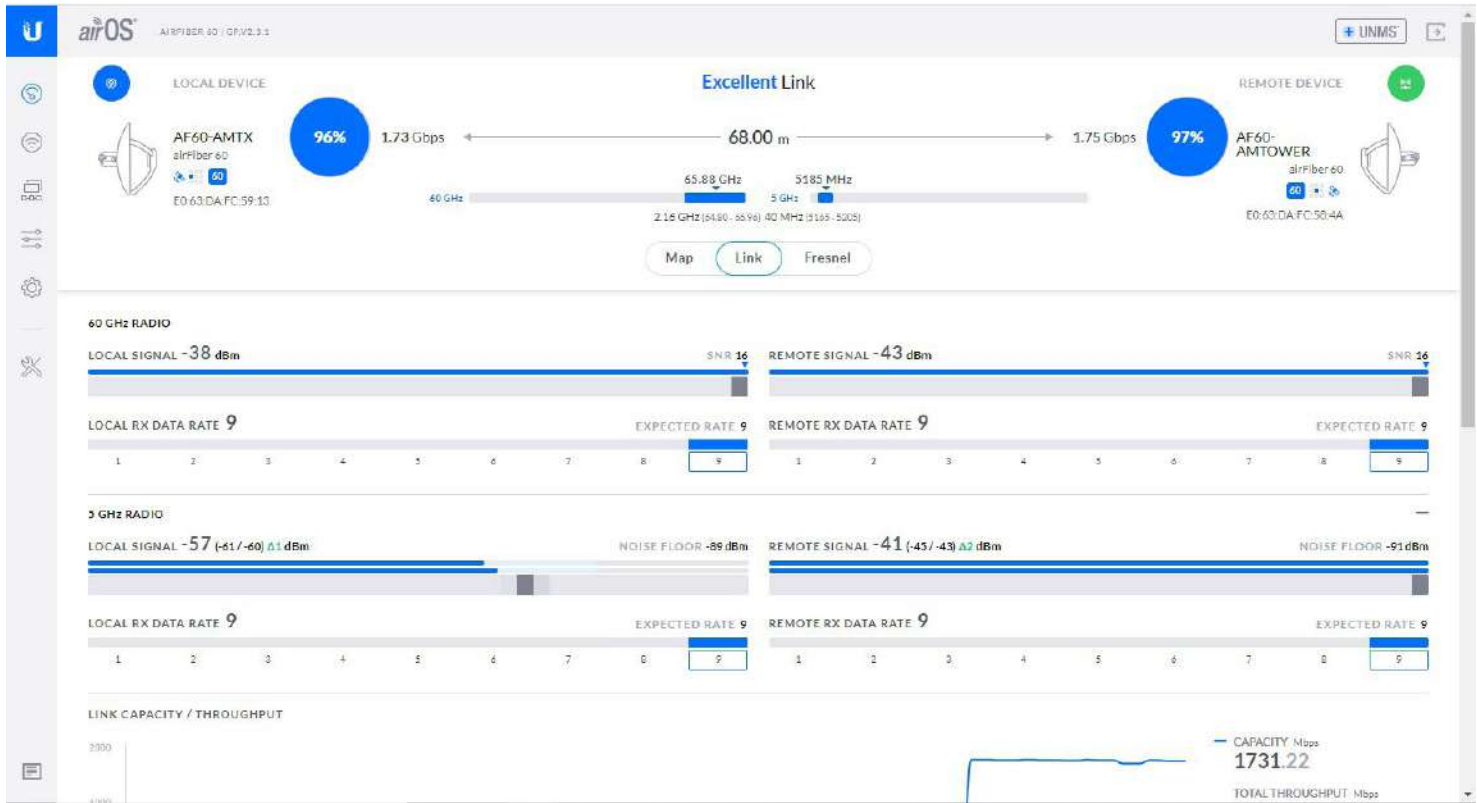 airOS
AIRFIBER 60 | GP.V2.3.1
UNMS
LOCAL DEVICE
Excellent Link
REMOTE DEVICE
AF60-AMTX
airFiber 60
60
E0:63:DA:FC:59:13
96%
1.73 Gbps
68.00 m
1.75 Gbps
97%
AF60-
AMTOWER
airFiber 60
60
E0:63:DA:FC:58:4A
65.88 GHz
5185 MHz
60 GHz
5 GHz
2.16 GHz (64.80 - 66.96)
40 MHz (5165 - 5205)
Map
Link
Fresnel
60 GHz RADIO
LOCAL SIGNAL -38 dBm
SNR 16
REMOTE SIGNAL -43 dBm
SNR 16
LOCAL RX DATA RATE 9
EXPECTED RATE 9
REMOTE RX DATA RATE 9
EXPECTED RATE 9
1 2 3 4 5 6 7 8 9
1 2 3 4 5 6 7 8 9
5 GHz RADIO
LOCAL SIGNAL -57 (-61 / -60) Δ1 dBm
NOISE FLOOR -89 dBm
REMOTE SIGNAL -41 (-45 / -43) Δ2 dBm
NOISE FLOOR -91 dBm
LOCAL RX DATA RATE 9
EXPECTED RATE 9
REMOTE RX DATA RATE 9
EXPECTED RATE 9
1 2 3 4 5 6 7 8 9
1 2 3 4 5 6 7 8 9
LINK CAPACITY / THROUGHPUT
2000
CAPACITY Mbps
1731.22
TOTAL THROUGHPUT Mbps